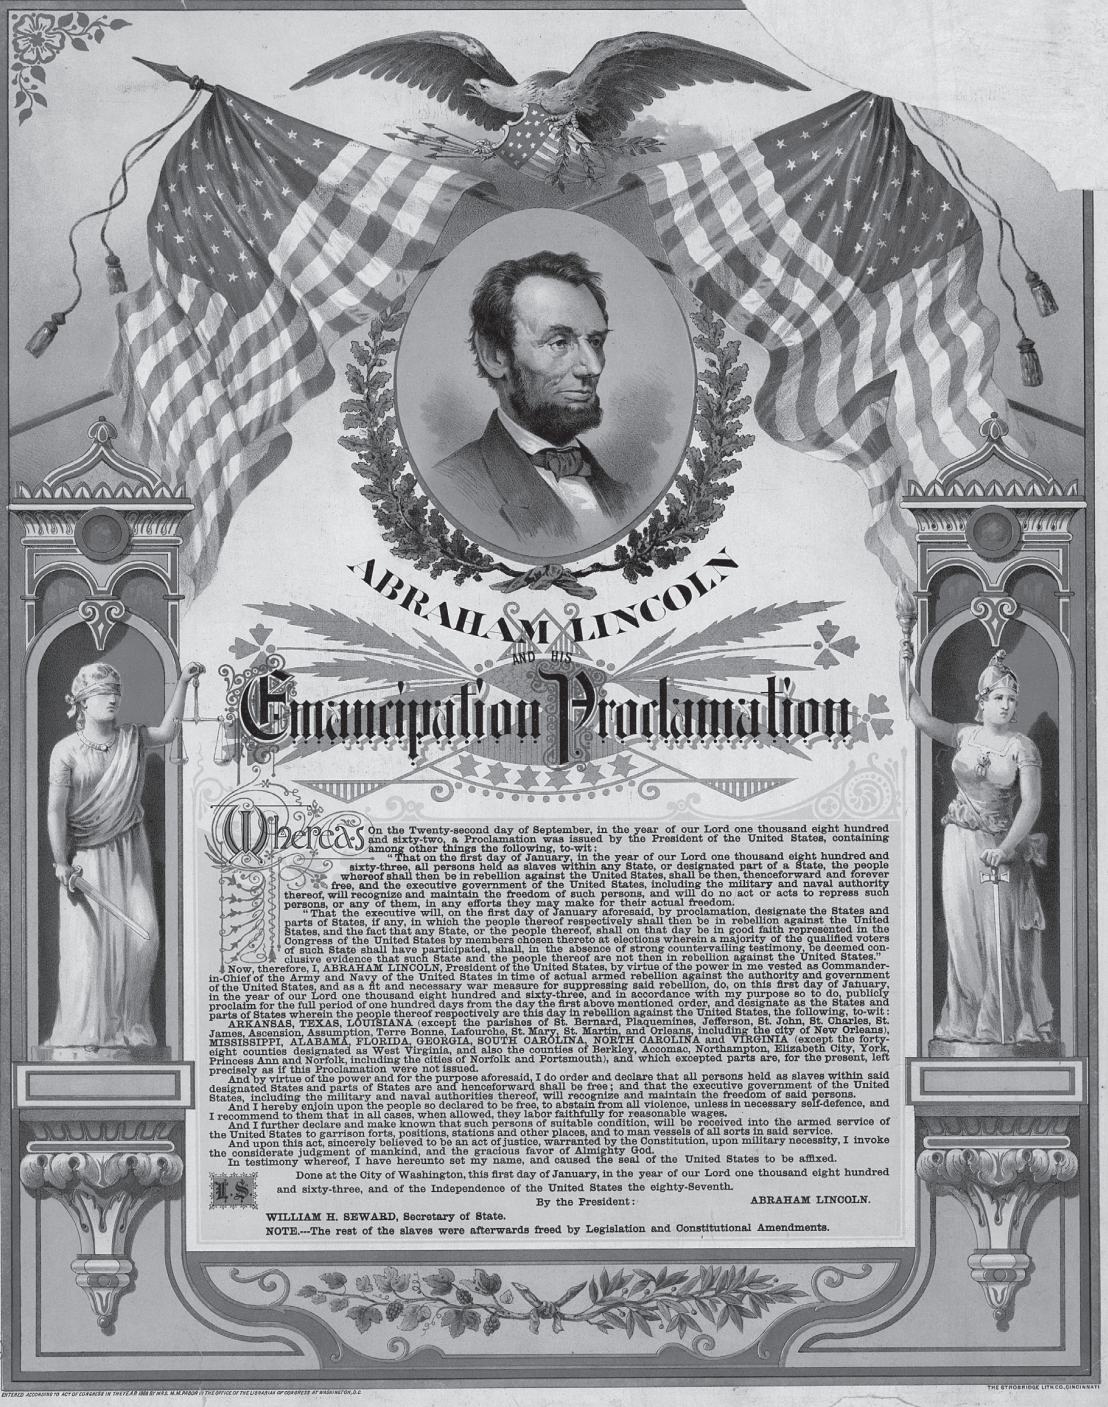 ABRAHAM LINCOLN
AND HIS
Emancipation Proclamation
Whereas On the Twenty-second day of September, in the year of our Lord one thousand eight hundred
and sixty-two, a Proclamation was issued by the President of the United States, containing
among other things the following, to-wit:
"That on the first day of January, in the year of our Lord one thousand eight hundred and
sixty-three, all persons held as slaves within any State, or designated part of a State, the people
whereof shall then be in rebellion against the United States, shall be then, thenceforward and forever
free, and the executive government of the United States, including the military and naval authority
thereof, will recognize and maintain the freedom of such persons, and will do no act or acts to repress such
persons, or any of them, in any efforts they may make for their actual freedom.
"That the executive will, on the first day of January aforesaid, by proclamation, designate the States and
parts of States, if any, in which the people thereof respectively shall then be in rebellion against the United
States, and the fact that any State, or the people thereof, shall on that day be in good faith represented in the
Congress of the United States by members chosen thereto at elections wherein a majority of the qualified voters
of such State shall have participated, shall, in the absence of strong countervailing testimony, be deemed con-
clusive evidence that such State and the people thereof are not then in rebellion against the United States."
Now, therefore, I, ABRAHAM LINCOLN, President of the United States, by virtue of the power in me vested as Commander-
in-Chief of the Army and Navy of the United States in time of actual armed rebellion against the authority and government
of the United States, and as a fit and necessary war measure for suppressing said rebellion, do, on this first day of January,
in the year of our Lord one thousand eight hundred and sixty-three, and in accordance with my purpose so to do, publicly
proclaim for the full period of one hundred days from the day the first above mentioned order, and designate as the States and
parts of States wherein the people thereof respectively are this day in rebellion against the United States, the following, to-wit:
ARKANSAS, TEXAS, LOUISIANA (except the parishes of St. Bernard, Plaquemines, Jefferson, St. John, St. Charles, St.
James, Ascension, Assumption, Terre Bonne, Lafourche, St. Mary, St. Martin, and Orleans, including the city of New Orleans),
MISSISSIPPI, ALABAMA, FLORIDA, GEORGIA, SOUTH CAROLINA, NORTH CAROLINA and VIRGINIA (except the forty-
eight counties designated as West Virginia, and also the counties of Berkley, Accomac, Northampton, Elizabeth City, York,
Princess Ann and Norfolk, including the cities of Norfolk and Portsmouth), and which excepted parts are, for the present, left
precisely as if this Proclamation were not issued.
And by virtue of the power and for the purpose aforesaid, I do order and declare that all persons held as slaves within said
designated States and parts of States are and henceforward shall be free; and that the executive government of the United
States, including the military and naval authorities thereof, will recognize and maintain the freedom of said persons.
And I hereby enjoin upon the people so declared to be free, to abstain from all violence, unless in necessary self-defence, and
I recommend to them that in all cases, when allowed, they labor faithfully for reasonable wages.
And I further declare and make known that such persons of suitable condition, will be received into the armed service of
the United States to garrison forts, positions, stations and other places, and to man vessels of all sorts in said service.
And upon this act, sincerely believed to be an act of justice, warranted by the Constitution, upon military necessity, I invoke
the considerate judgment of mankind, and the gracious favor of Almighty God.
In testimony whereof, I have hereunto set my name, and caused the seal of the United States to be affixed.
L.S. Done at the City of Washington, this first day of January, in the year of our Lord one thousand eight hundred
and sixty-three, and of the Independence of the United States the eighty-Seventh.
By the President: ABRAHAM LINCOLN.
WILLIAM H. SEWARD, Secretary of State.
NOTE.---The rest of the slaves were afterwards freed by Legislation and Constitutional Amendments.
ENTERED ACCORDING TO ACT OF CONGRESS IN THE YEAR 1888 BY MRS. M.M. PABOR IN THE OFFICE OF THE LIBRARIAN OF CONGRESS AT WASHINGTON, D.C.
THE STROBRIDGE LITH. CO., CINCINNATI